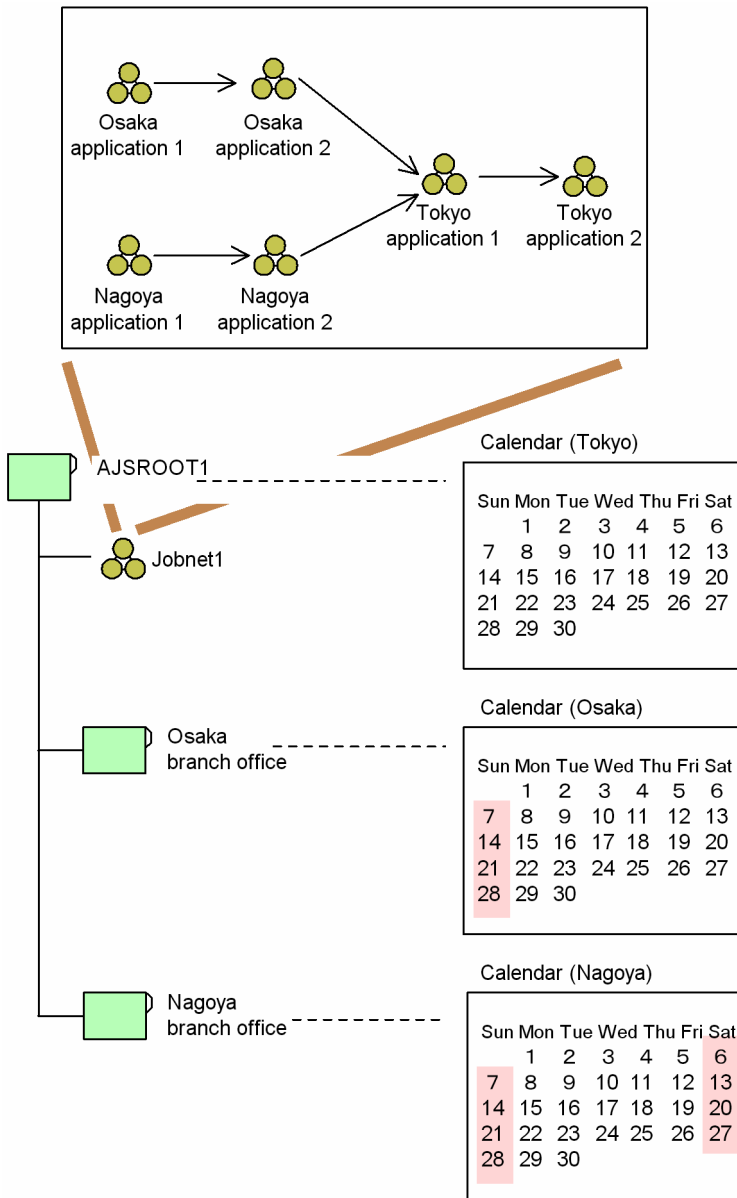 Osaka
application 1
Osaka
application 2
Tokyo
application 1
Tokyo
application 2
Nagoya
application 1
Nagoya
application 2
AJSROOT1
Jobnet1
Calendar (Tokyo)
Sun Mon Tue Wed Thu Fri Sat
1 2 3 4 5 6
7 8 9 10 11 12 13
14 15 16 17 18 19 20
21 22 23 24 25 26 27
28 29 30
Osaka
branch office
Calendar (Osaka)
Sun Mon Tue Wed Thu Fri Sat
1 2 3 4 5 6
7 8 9 10 11 12 13
14 15 16 17 18 19 20
21 22 23 24 25 26 27
28 29 30
Nagoya
branch office
Calendar (Nagoya)
Sun Mon Tue Wed Thu Fri Sat
1 2 3 4 5 6
7 8 9 10 11 12 13
14 15 16 17 18 19 20
21 22 23 24 25 26 27
28 29 30